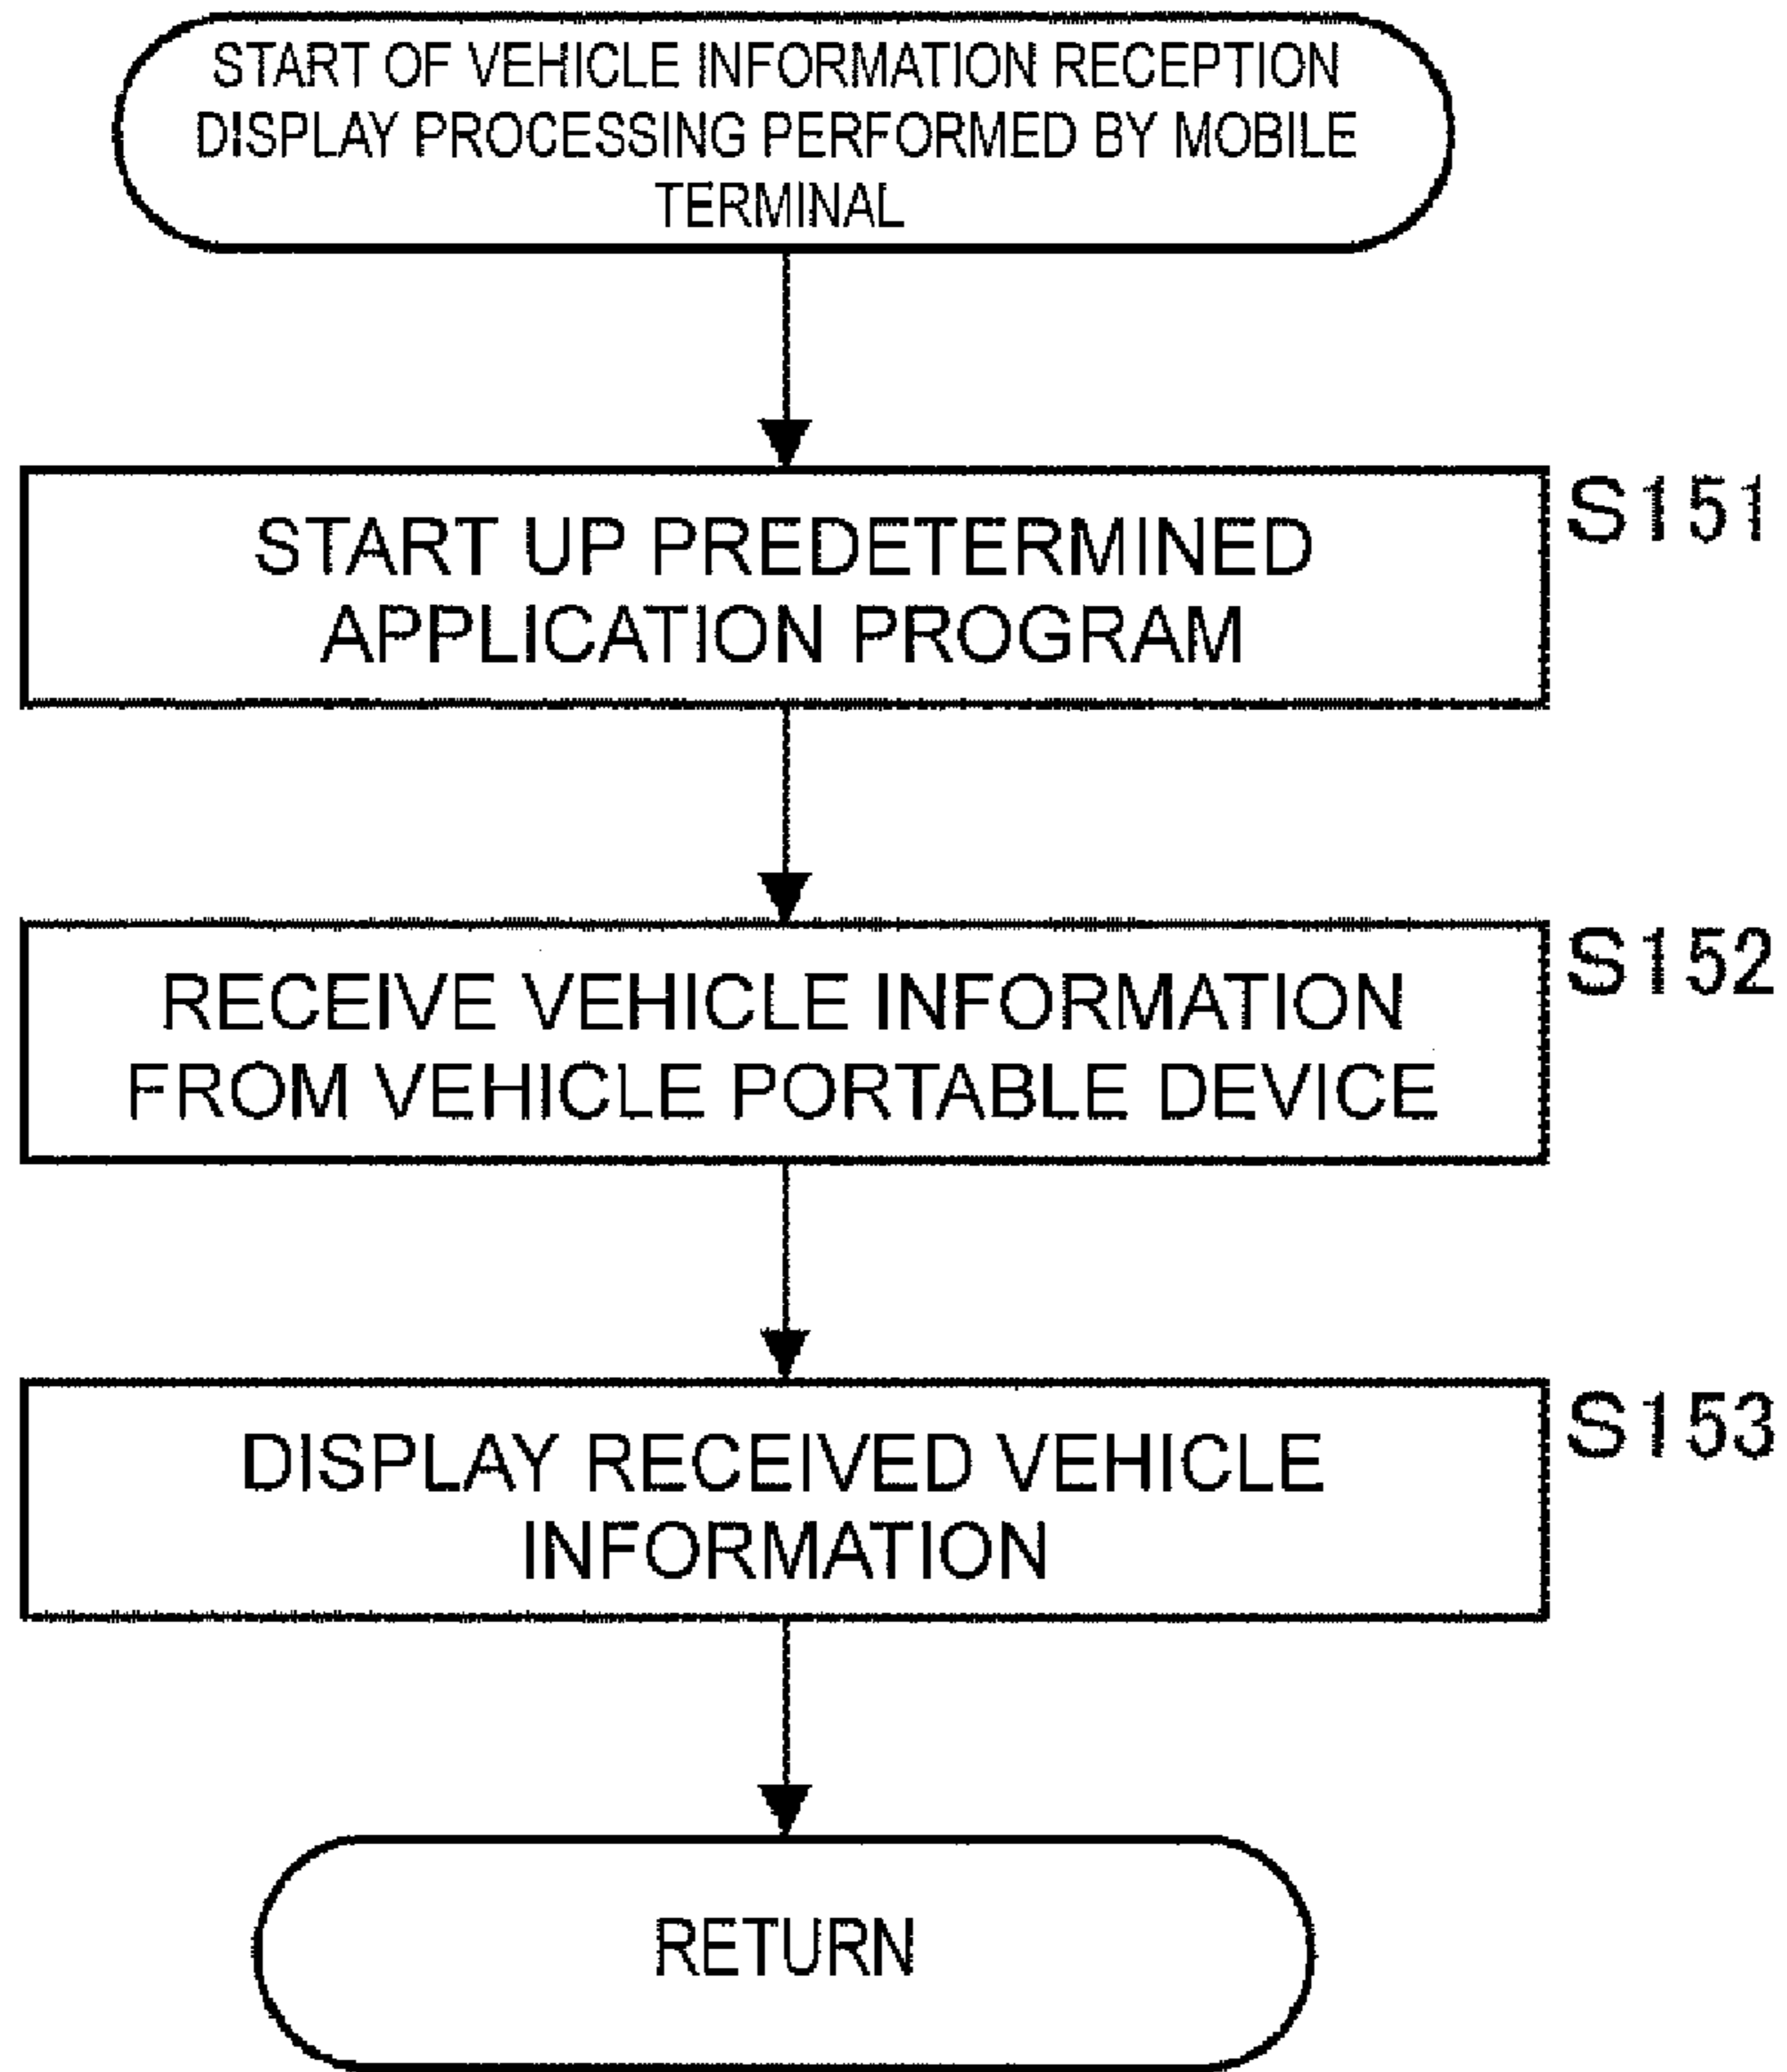 START OF VEHICLE INFORMATION RECEPTION
DISPLAY PROCESSING PERFORMED BY MOBILE
TERMINAL
START UP PREDETERMINED
APPLICATION PROGRAM
S151
RECEIVE VEHICLE INFORMATION
FROM VEHICLE PORTABLE DEVICE
S152
DISPLAY RECEIVED VEHICLE
INFORMATION
S153
RETURN